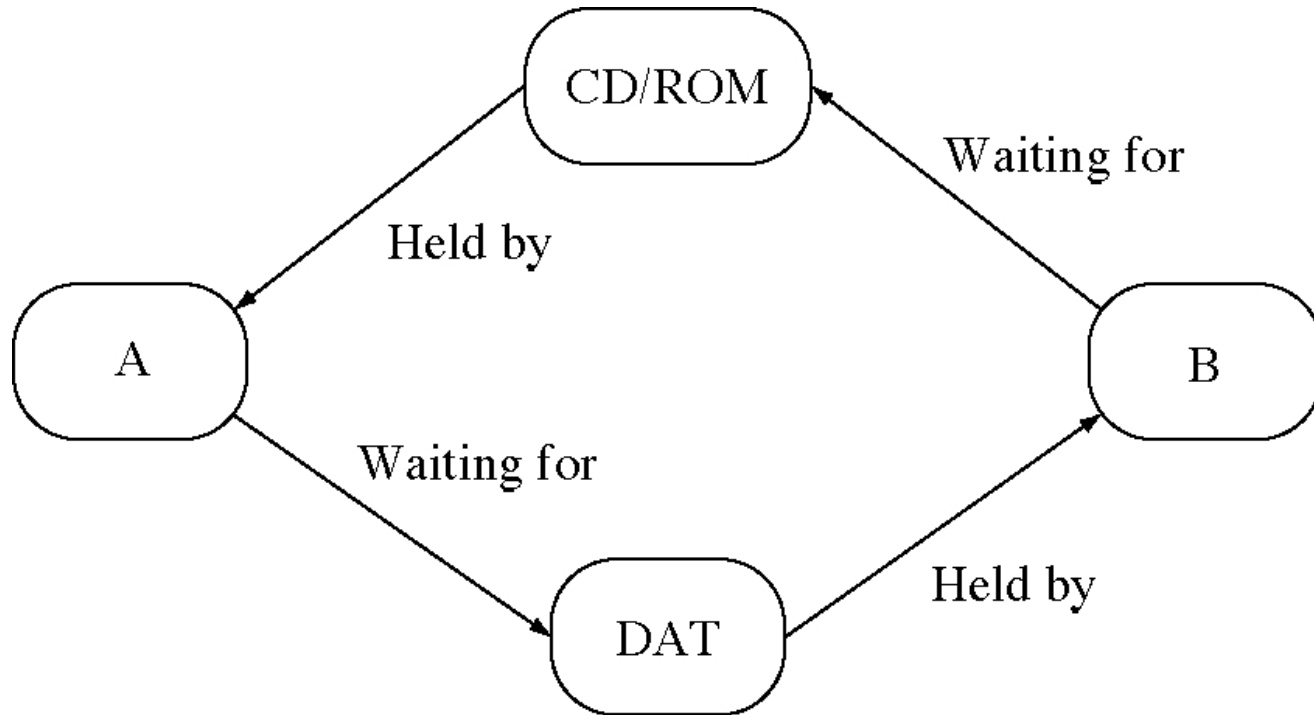 CD/ROM
Waiting for
Held by
A
B
Waiting for
Held by
DAT